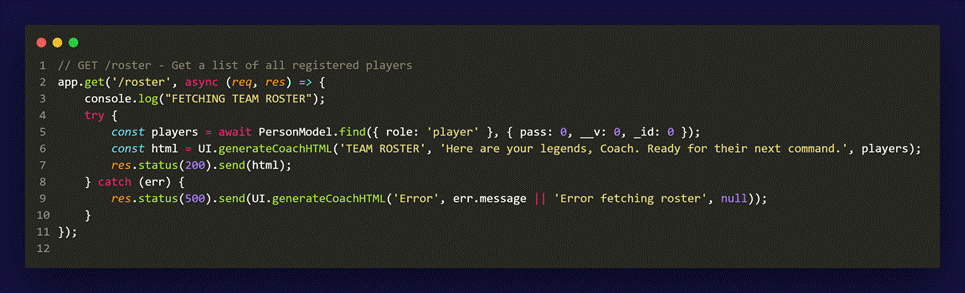 1 // GET /roster - Get a list of all registered players
2 app.get('/roster', async (req, res) => {
3     console.log("FETCHING TEAM ROSTER");
4     try {
5         const players = await PersonModel.find({ role: 'player' }, { pass: 0, __v: 0, _id: 0 });
6         const html = UI.generateCoachHTML('TEAM ROSTER', 'Here are your legends, Coach. Ready for their next command.', players);
7         res.status(200).send(html);
8     } catch (err) {
9         res.status(500).send(UI.generateCoachHTML('Error', err.message || 'Error fetching roster', null));
10     }
11 });
12